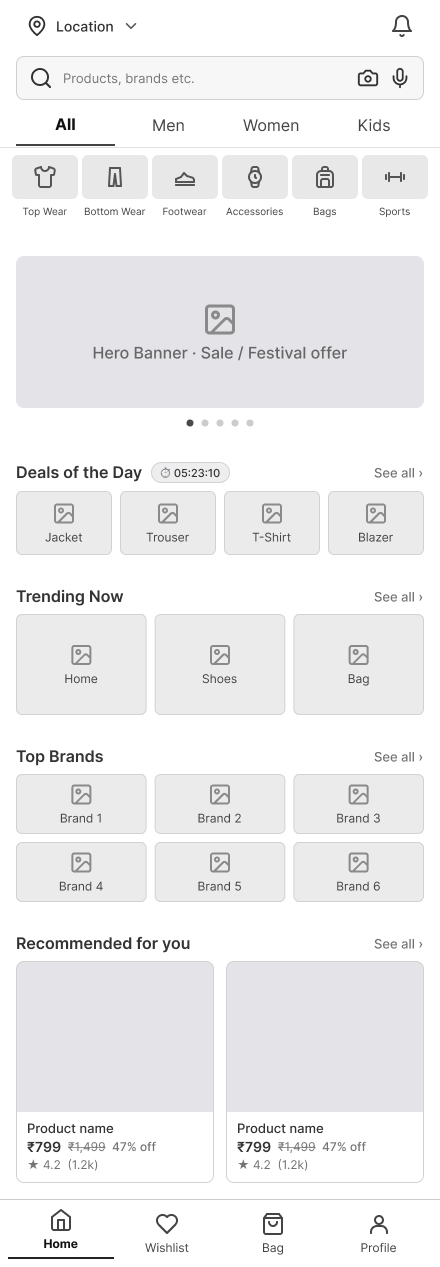 Location
Products, brands etc.
All Men Women Kids
Top Wear Bottom Wear Footwear Accessories Bags Sports
Hero Banner · Sale / Festival offer
Deals of the Day ⏱ 05:23:10 See all ›
Jacket Trouser T-Shirt Blazer
Trending Now See all ›
Home Shoes Bag
Top Brands See all ›
Brand 1 Brand 2 Brand 3
Brand 4 Brand 5 Brand 6
Recommended for you See all ›
Product name Product name
₹799 ₹1,499 47% off ₹799 ₹1,499 47% off
★ 4.2 (1.2k) ★ 4.2 (1.2k)
Home Wishlist Bag Profile